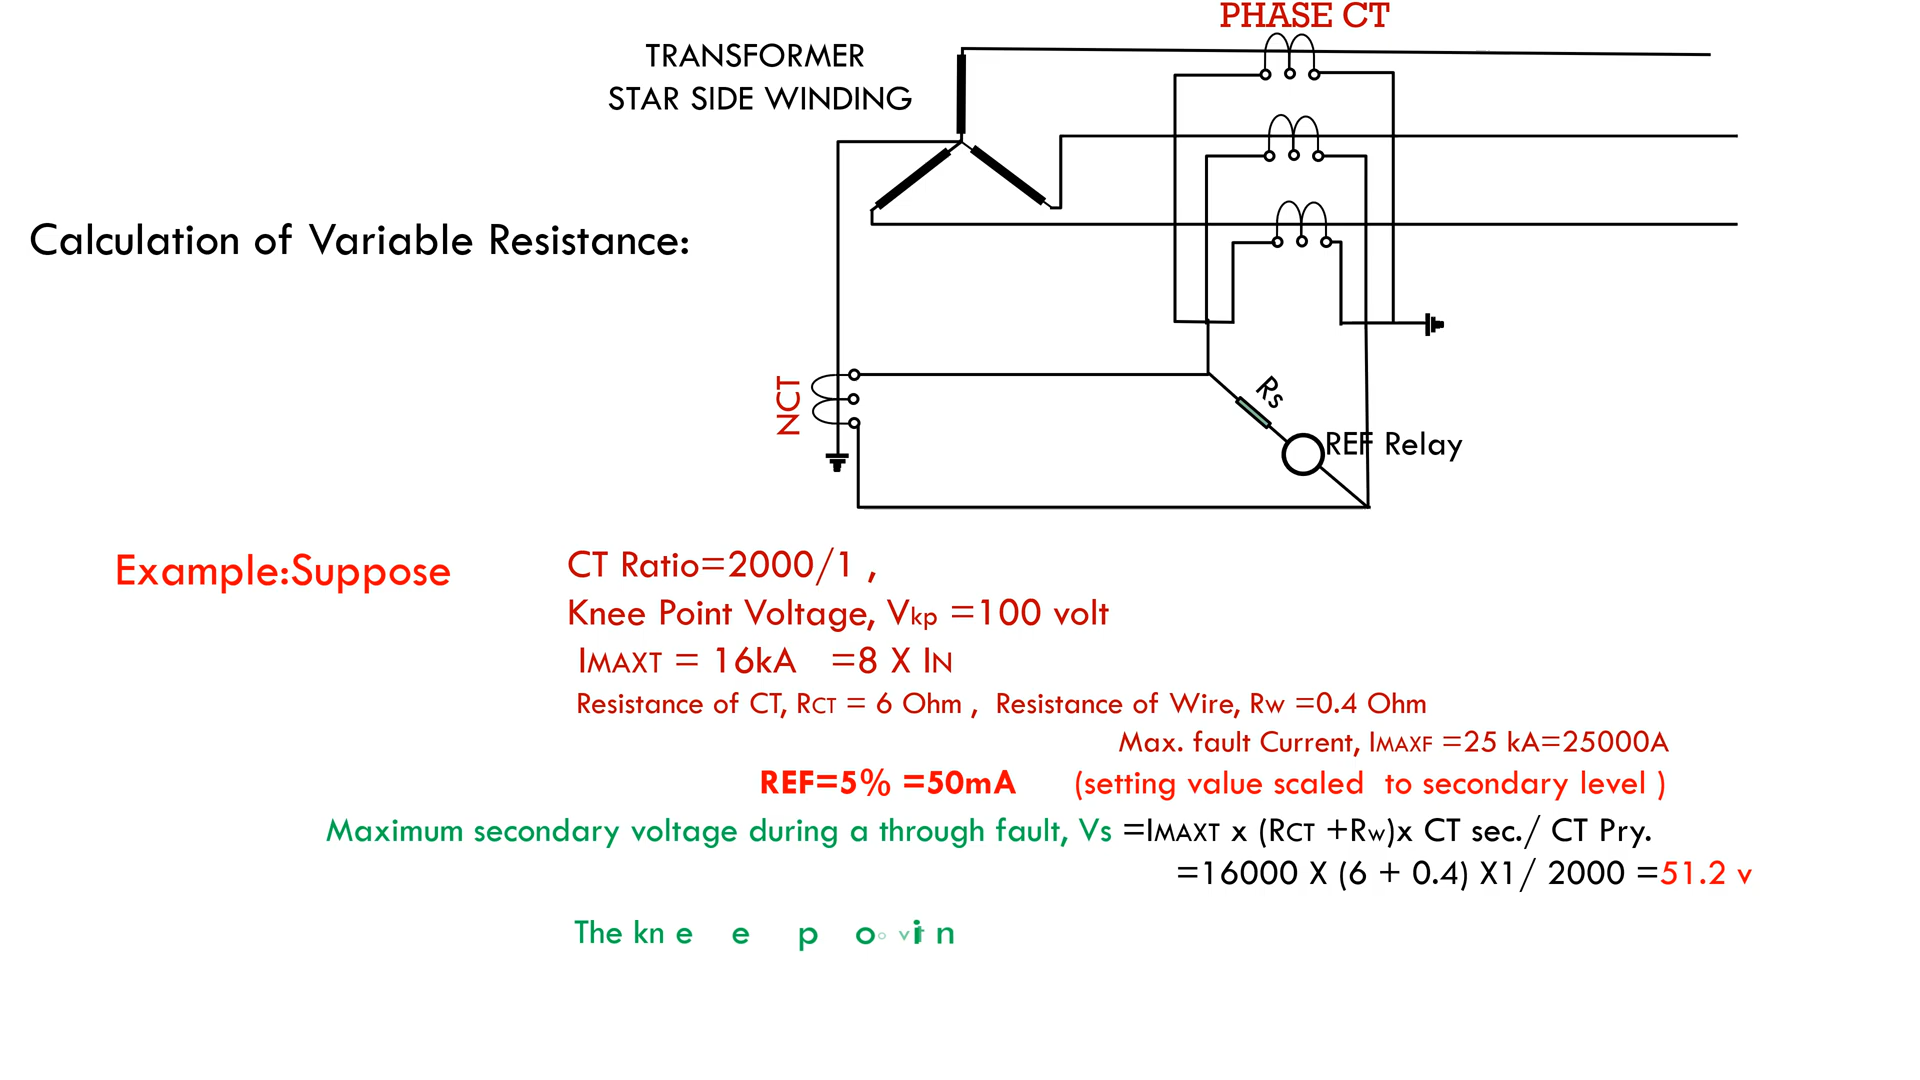 PHASE CT
TRANSFORMER
STAR SIDE WINDING
Calculation of Variable Resistance:
NCT
Rs
REF Relay
Example:Suppose
CT Ratio=2000/1 ,
Knee Point Voltage, Vkp =100 volt
IMAXT = 16kA =8 X IN
Resistance of CT, RCT = 6 Ohm , Resistance of Wire, RW =0.4 Ohm
Max. fault Current, IMAXF =25 kA=25000A
REF=5% =50mA (setting value scaled to secondary level )
Maximum secondary voltage during a through fault, Vs =IMAXT x (RCT +Rw)x CT sec./ CT Pry.
=16000 X (6 + 0.4) X1/ 2000 =51.2 v
The kn e e p o